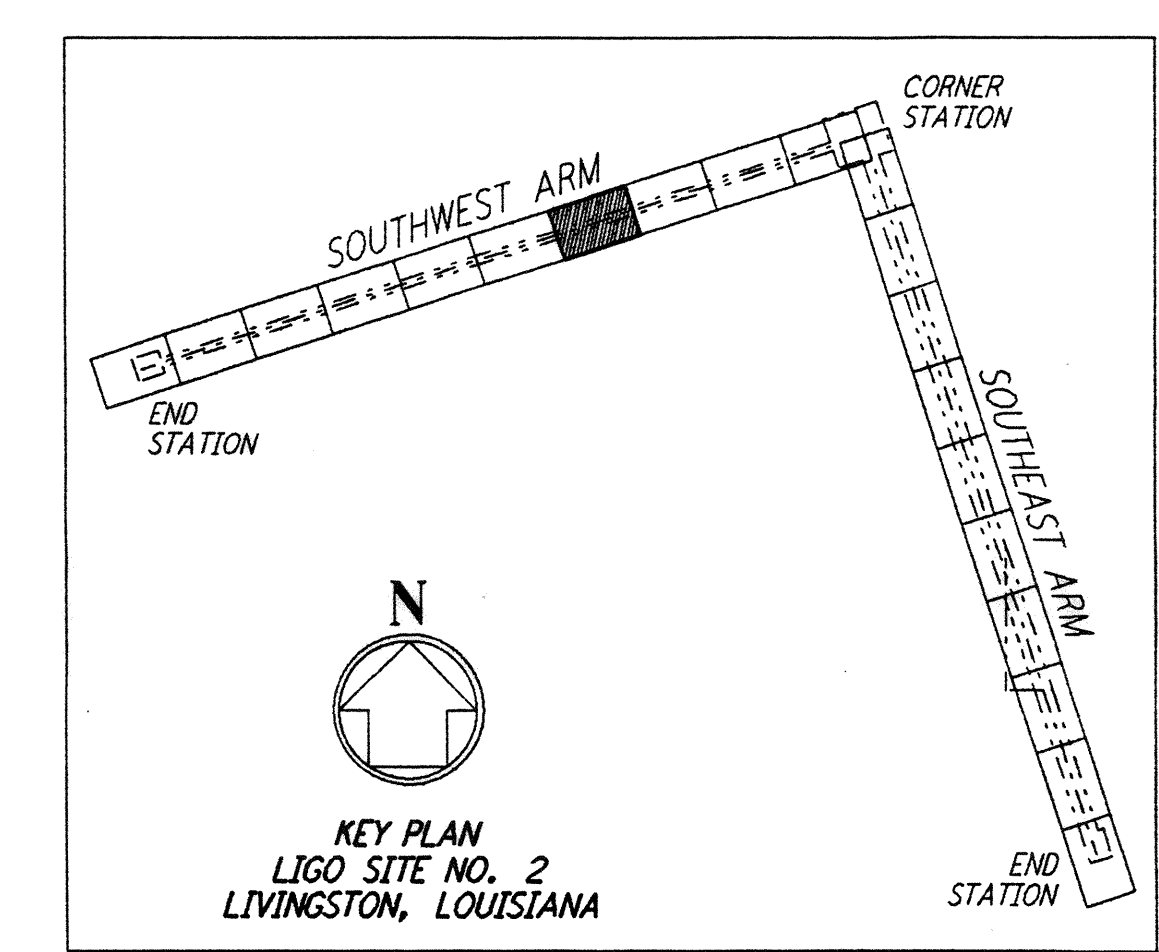 CORNER
STATION
SOUTHWEST ARM
END
STATION
SOUTHEAST ARM
N
KEY PLAN
LIGO SITE NO. 2
LIVINGSTON, LOUISIANA
END
STATION